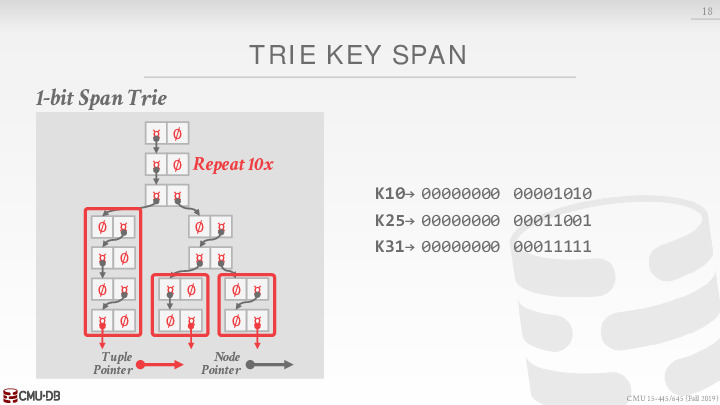 18
TRIE KEY SPAN
1-bit Span Trie
¤ Ø
¤ Ø Repeat 10x
¤ ¤
Ø ¤ Ø ¤
¤ Ø ¤ ¤
Ø ¤ ¤ Ø Ø ¤
¤ Ø Ø ¤ Ø ¤
Tuple
Pointer
Node
Pointer
K10→ 00000000 00001010
K25→ 00000000 00011001
K31→ 00000000 00011111
CMU·DB
CMU 15-445/645 (Fall 2019)